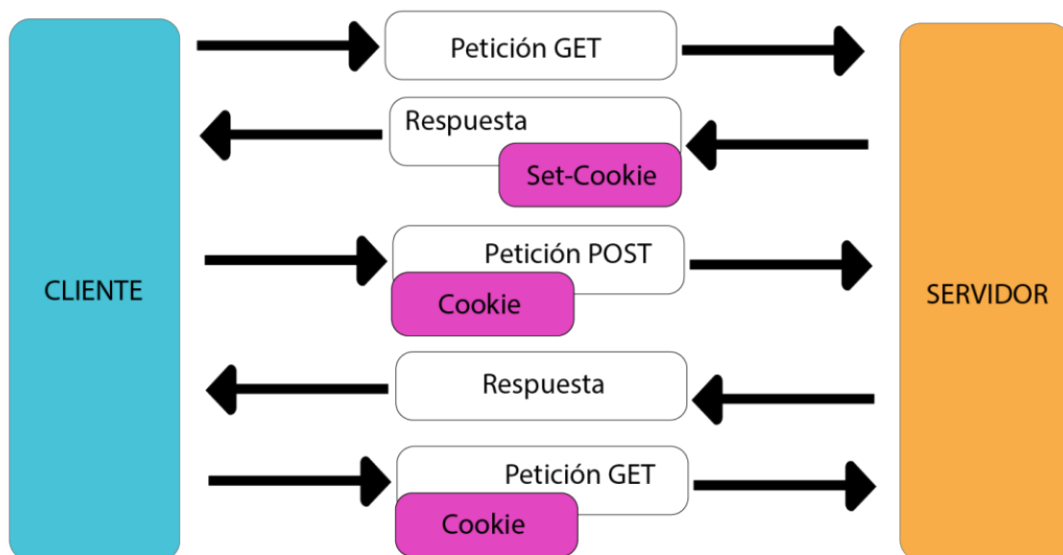 Petición GET
Respuesta
Set-Cookie
Petición POST
CLIENTE
Cookie
SERVIDOR
Respuesta
Petición GET
Cookie